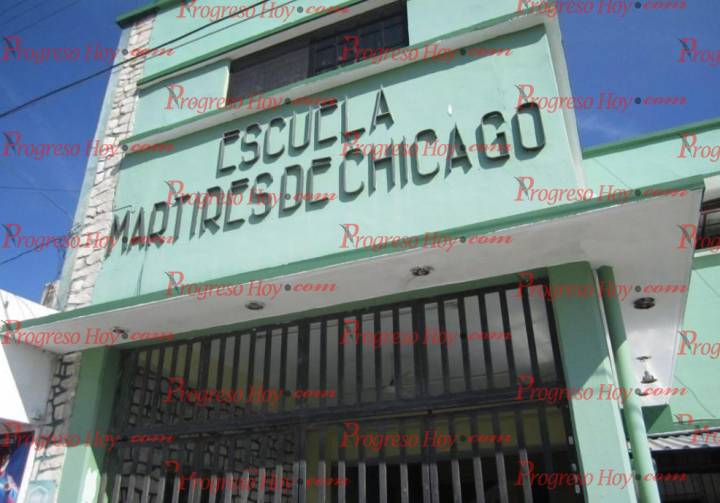 ESCUELA
MARTIRES DE CHICAGO
Progreso Hoy.com